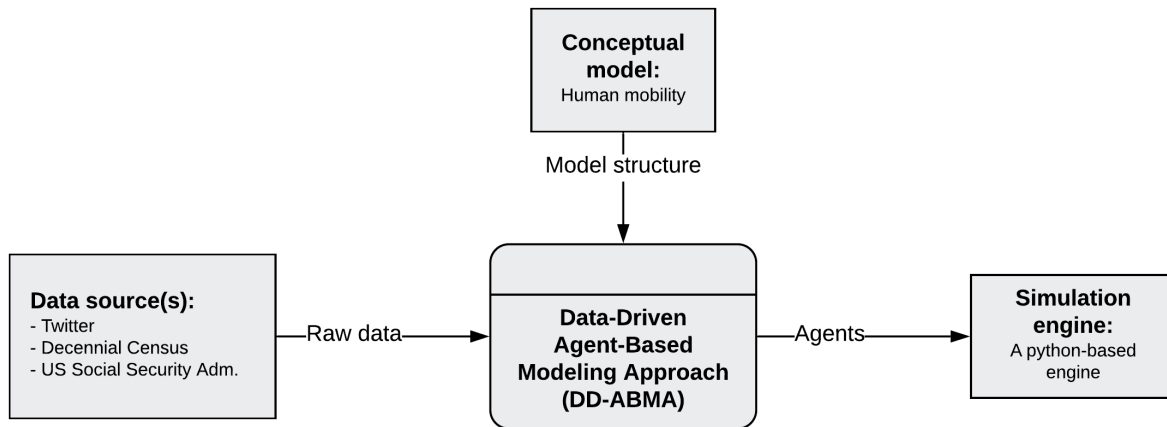 Conceptual
model:
Human mobility
Model structure
Data source(s):
- Twitter
- Decennial Census
- US Social Security Adm.
Raw data
Data-Driven
Agent-Based
Modeling Approach
(DD-ABMA)
Agents
Simulation
engine:
A python-based
engine